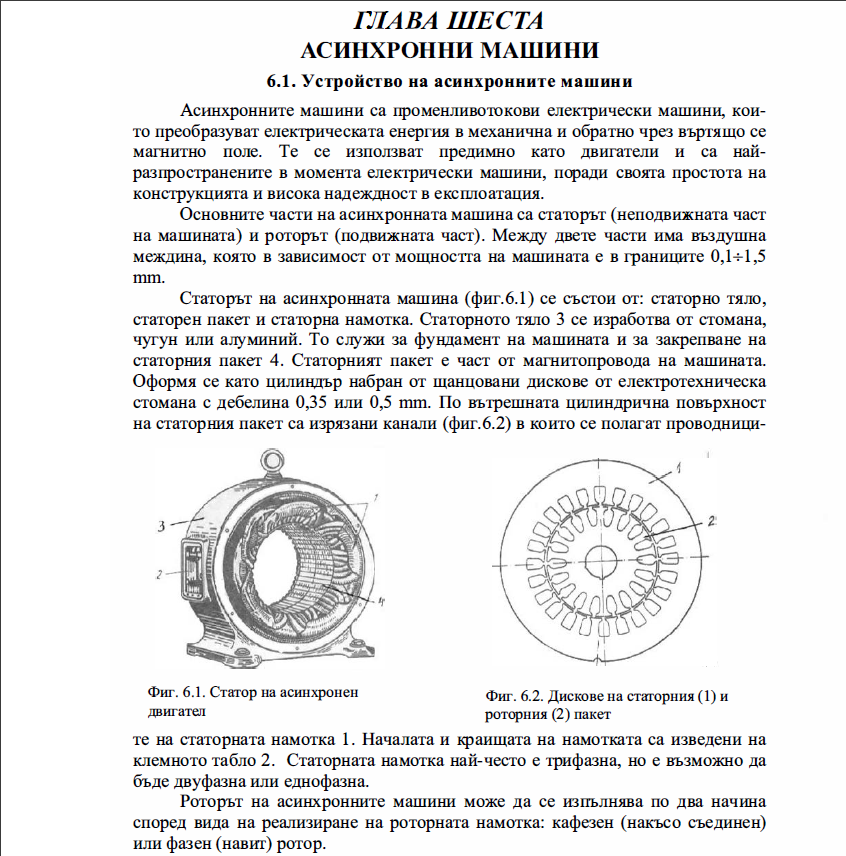 ГЛАВА ШЕСТА
АСИНХРОННИ МАШИНИ
6.1. Устройство на асинхронните машини
Асинхронните машини са променливотокови електрически машини, кои-
то преобразуват електрическата енергия в механична и обратно чрез въртящо се
магнитно поле. Те се използват предимно като двигатели и са най-
разпространените в момента електрически машини, поради своята простота на
конструкцията и висока надеждност в експлоатация.
Основните части на асинхронната машина са статорът (неподвижната част
на машината) и роторът (подвижната част). Между двете части има въздушна
междина, която в зависимост от мощността на машината е в границите 0,1÷1,5
mm.
Статорът на асинхронната машина (фиг.6.1) се състои от: статорно тяло,
статорен пакет и статорна намотка. Статорното тяло 3 се изработва от стомана,
чугун или алуминий. То служи за фундамент на машината и за закрепване на
статорния пакет 4. Статорният пакет е част от магнитопровода на машината.
Оформя се като цилиндър набран от щанцовани дискове от електротехническа
стомана с дебелина 0,35 или 0,5 mm. По вътрешната цилиндрична повърхност
на статорния пакет са изрязани канали (фиг.6.2) в които се полагат проводници-
1
3
2
4
1
2
Фиг. 6.1. Статор на асинхронен
двигател
Фиг. 6.2. Дискове на статорния (1) и
роторния (2) пакет
те на статорната намотка 1. Началата и краищата на намотката са изведени на
клемното табло 2. Статорната намотка най-често е трифазна, но е възможно да
бъде двуфазна или еднофазна.
Роторът на асинхронните машини може да се изпълнява по два начина
според вида на реализиране на роторната намотка: кафезен (накъсо съединен)
или фазен (навит) ротор.